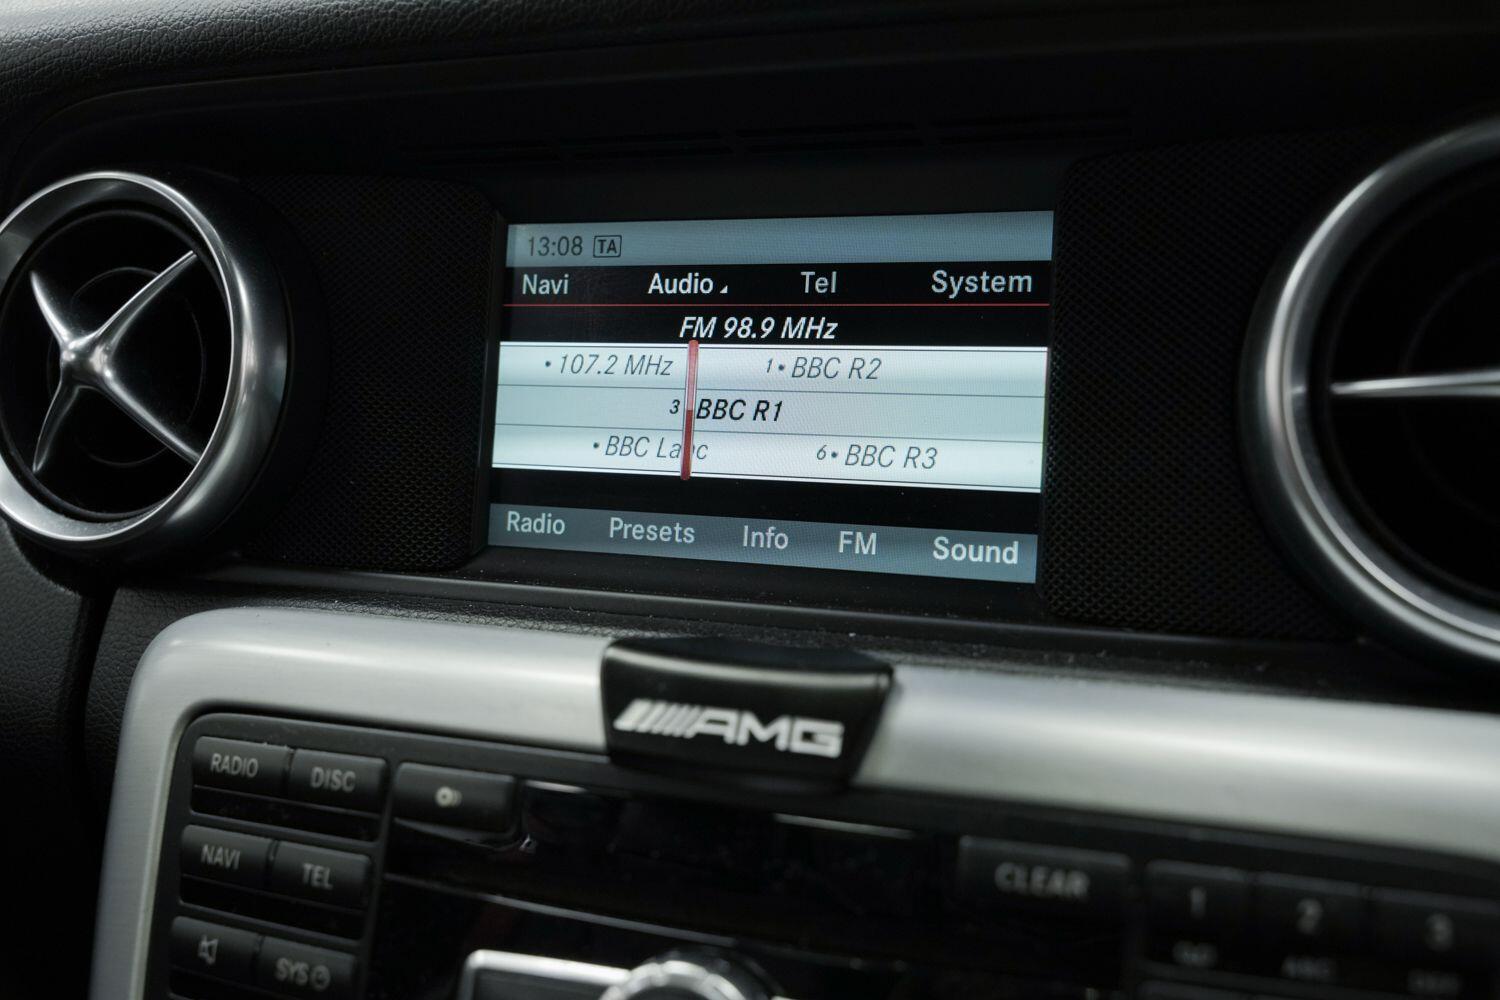 13:08 TA
Navi Audio Tel System
FM 98.9 MHz
• 107.2 MHz 1 • BBC R2
3 BBC R1
• BBC Lanc 6 • BBC R3
Radio Presets Info FM Sound
AMG
RADIO DISC
NAVI TEL
CLEAR 1 2 3
SYS